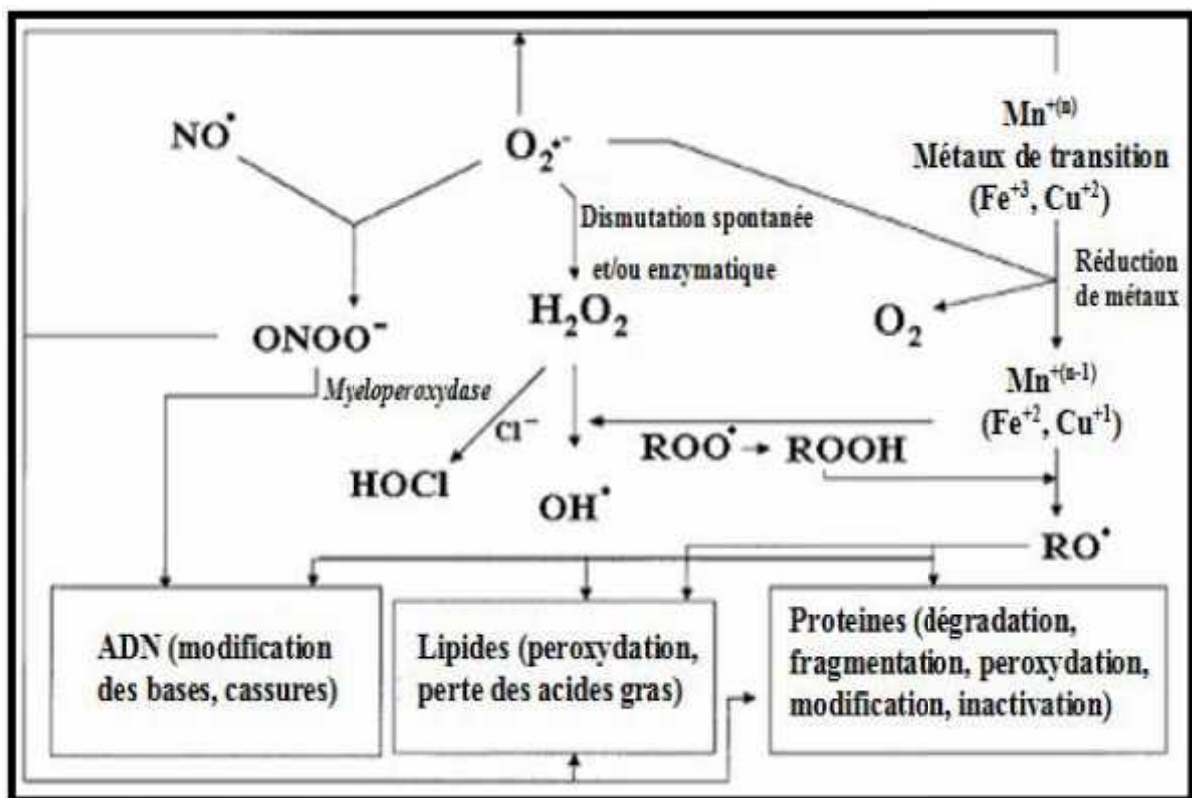 NO•
O₂•⁻
Mn⁺⁽ⁿ⁾
Métaux de transition
(Fe⁺³, Cu⁺²)
Dismutation spontanée
et/ou enzymatique
Réduction
de métaux
H₂O₂
O₂
ONOO⁻
Myeloperoxydase
Mn⁺⁽ⁿ⁻¹⁾
(Fe⁺², Cu⁺¹)
Cl⁻
ROO• ROOH
HOCl
OH•
RO•
ADN (modification
des bases, cassures)
Lipides (peroxydation,
perte des acides gras)
Proteines (dégradation,
fragmentation, peroxydation,
modification, inactivation)